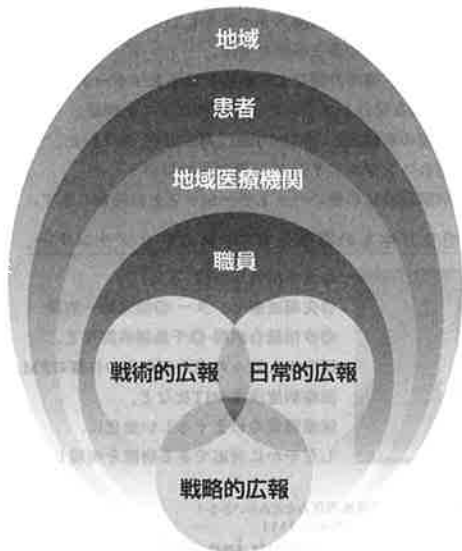 地域
患者
地域医療機関
職員
戦術的広報 日常的広報
戦略的広報